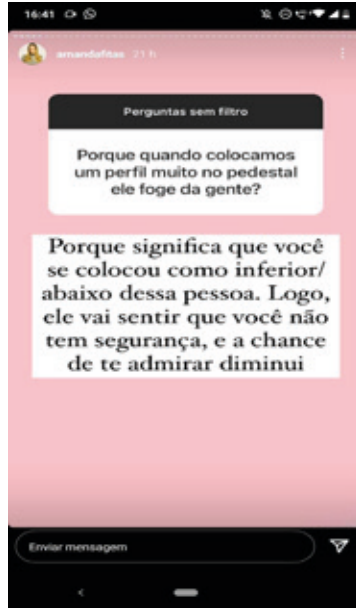 16:41
amandafitas 21 h
Perguntas sem filtro
Porque quando colocamos
um perfil muito no pedestal
ele foge da gente?
Porque significa que você
se colocou como inferior/
abaixo dessa pessoa. Logo,
ele vai sentir que você não
tem segurança, e a chance
de te admirar diminui
Enviar mensagem